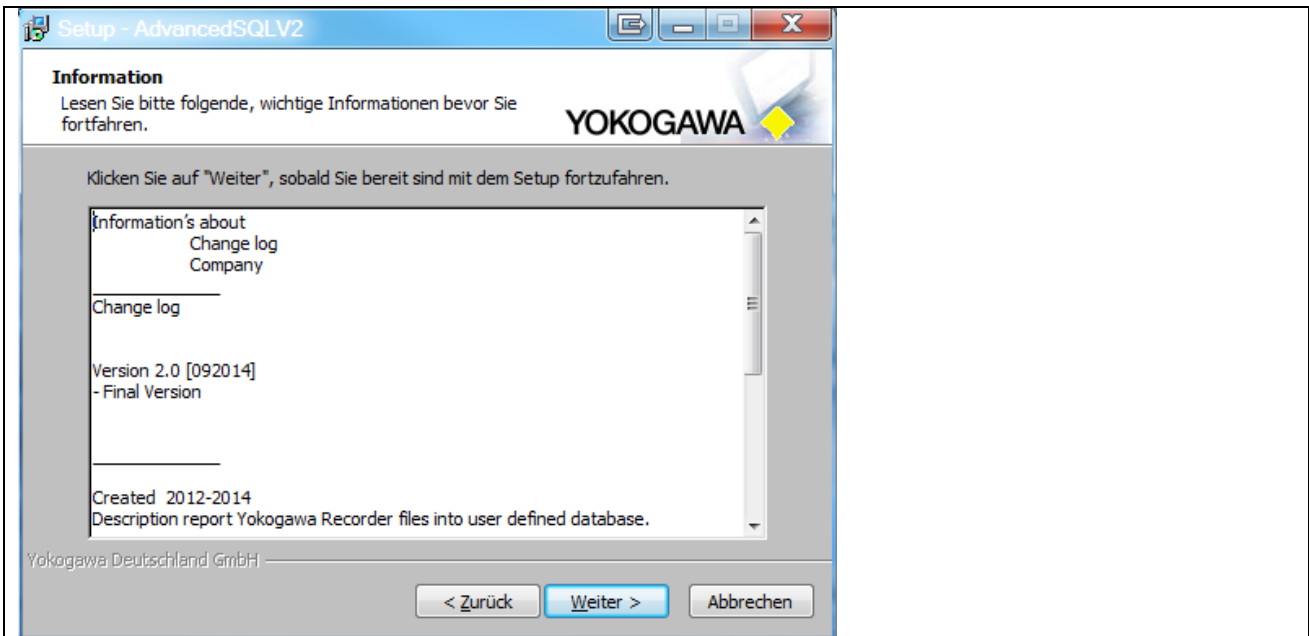 Setup - AdvancedSQLV2
Information
Lesen Sie bitte folgende, wichtige Informationen bevor Sie
fortfahren.
YOKOGAWA
Klicken Sie auf "Weiter", sobald Sie bereit sind mit dem Setup fortzufahren.
Information's about
Change log
Company
Change log
Version 2.0 [092014]
- Final Version
Created  2012-2014
Description report Yokogawa Recorder files into user defined database.
Yokogawa Deutschland GmbH
< Zurück
Weiter >
Abbrechen